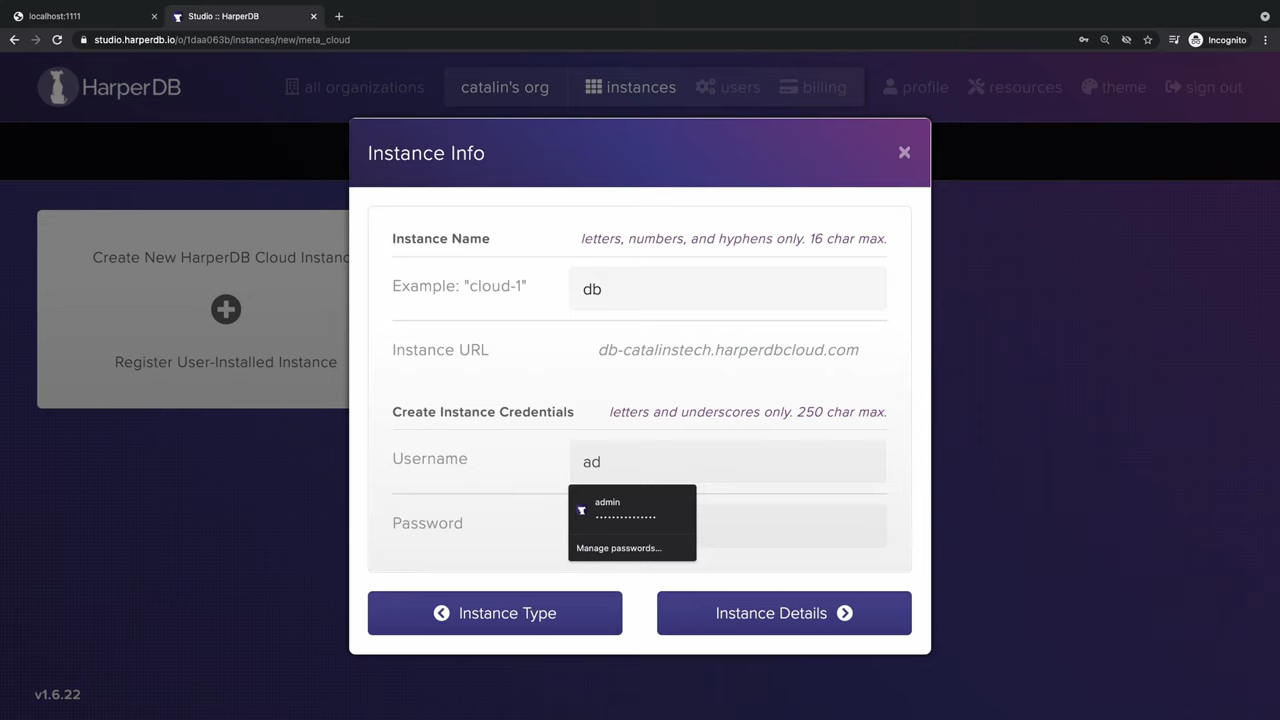 localhost:1111
Studio :: HarperDB
studio.harperdb.io/o/1daa063b/instances/new/meta_cloud
Incognito
HarperDB
all organizations
catalin's org
instances
users
billing
profile
resources
theme
sign out
Instance Info
Create New HarperDB Cloud Instanc
Register User-Installed Instance
Instance Name
letters, numbers, and hyphens only. 16 char max.
Example: "cloud-1"
db
Instance URL
db-catalinstech.harperdbcloud.com
Create Instance Credentials
letters and underscores only. 250 char max.
Username
ad
admin
...............
Password
Manage passwords...
Instance Type
Instance Details
v1.6.22